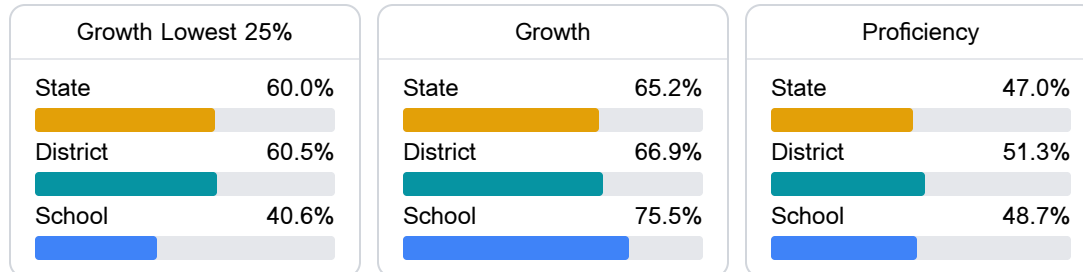 Growth Lowest 25%
State 60.0%
District 60.5%
School 40.6%
Growth
State 65.2%
District 66.9%
School 75.5%
Proficiency
State 47.0%
District 51.3%
School 48.7%